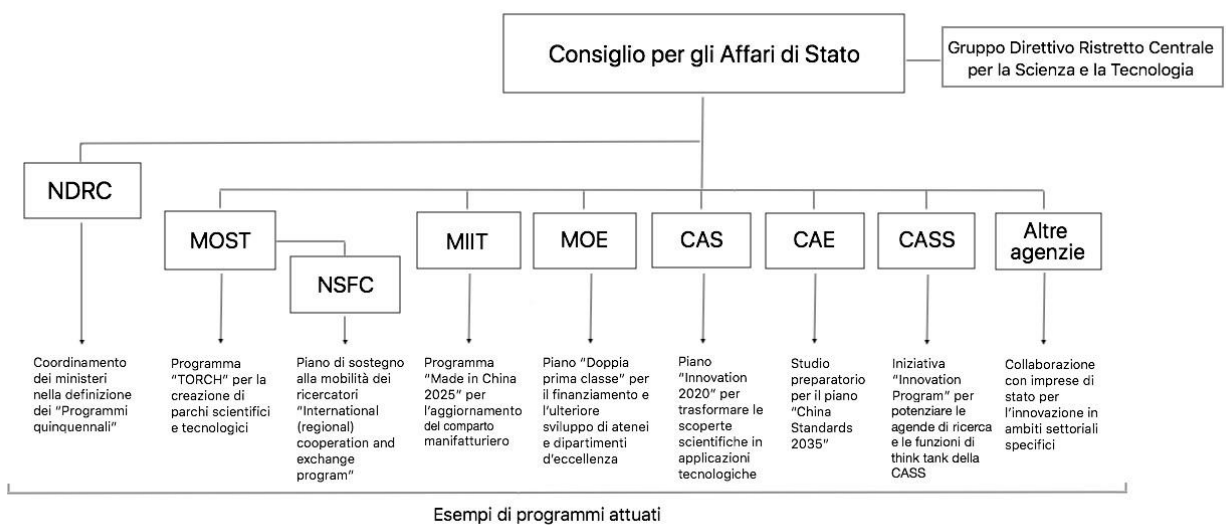 Consiglio per gli Affari di Stato
Gruppo Direttivo Ristretto Centrale
per la Scienza e la Tecnologia
NDRC
MOST
NSFC
MIIT
MOE
CAS
CAE
CASS
Altre
agenzie
Coordinamento
dei ministeri
nella definizione
dei “Programmi
quinquennali”
Programma
“TORCH” per la
creazione di
parchi scientifici
e tecnologici
Piano di sostegno
alla mobilità dei
ricercatori
“International
(regional)
cooperation and
exchange
program”
Programma
“Made in China
2025” per
l’aggiornamento
del comparto
manifatturiero
Piano “Doppia
prima classe” per
il finanziamento e
l’ulteriore
sviluppo di atenei
e dipartimenti
d’eccellenza
Piano
“Innovation
2020” per
trasformare le
scoperte
scientifiche in
applicazioni
tecnologiche
Studio
preparatorio
per il piano
“China
Standards
2035”
Iniziativa
“Innovation
Program” per
potenziare le
agende di ricerca
e le funzioni di
think tank della
CASS
Collaborazione
con imprese di
stato per
l’innovazione in
ambiti settoriali
specifici
Esempi di programmi attuati